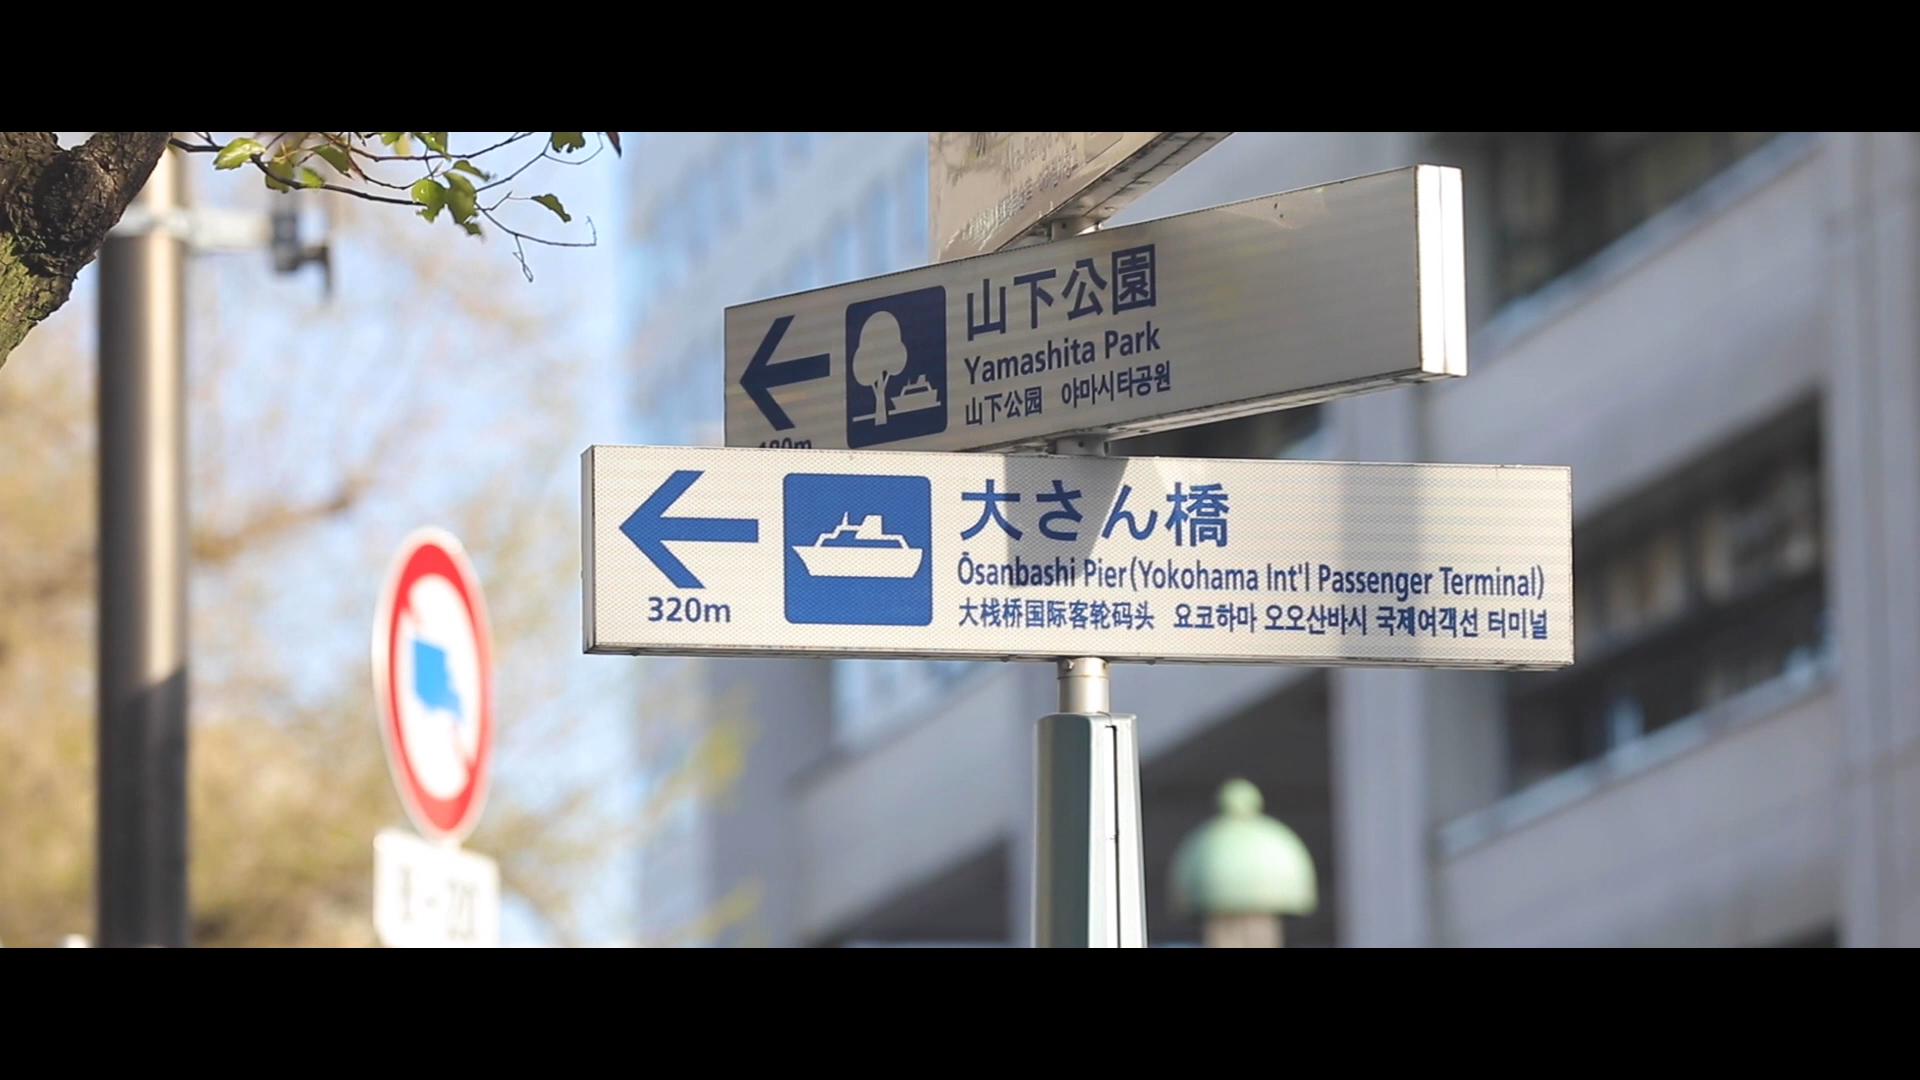 山下公園
Yamashita Park
山下公园 야마시타공원
大さん橋
Ōsanbashi Pier(Yokohama Int'l Passenger Terminal)
320m
大栈桥国际客轮码头 요코하마 오오산바시 국제여객선 터미널